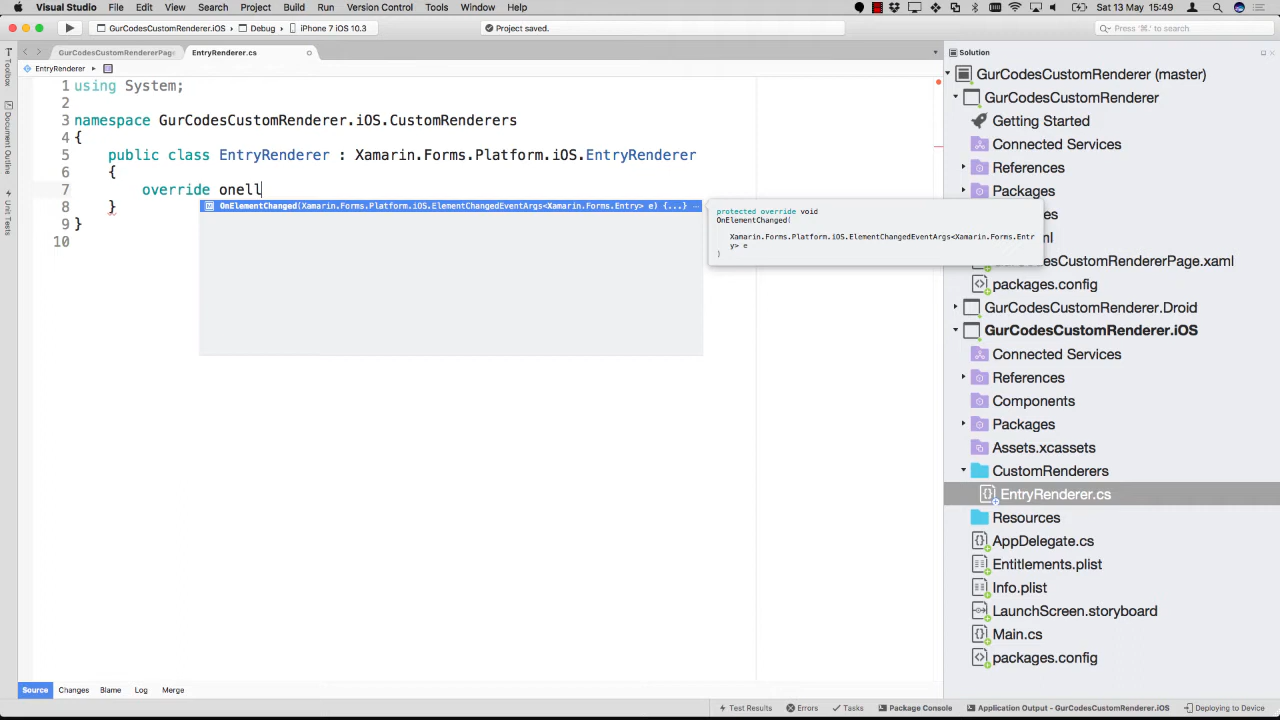 Visual Studio File Edit View Search Project Build Run Version Control Tools Window Help Sat 13 May 15:49
GurCodesCustomRenderer.iOS Debug iPhone 7 iOS 10.3 Project saved. Press '⌘.' to search
GurCodesCustomRendererPage EntryRenderer.cs Solution
EntryRenderer
Toolbox
Document Outline
Unit Tests
1 using System;
2
3 namespace GurCodesCustomRenderer.iOS.CustomRenderers
4 {
5 public class EntryRenderer : Xamarin.Forms.Platform.iOS.EntryRenderer
6 {
7 override onell
8 }
9 }
10
OnElementChanged(Xamarin.Forms.Platform.iOS.ElementChangedEventArgs<Xamarin.Forms.Entry> e) {...}
protected override void
OnElementChanged(
Xamarin.Forms.Platform.iOS.ElementChangedEventArgs<Xamarin.Forms.Entr
y> e
)
GurCodesCustomRenderer (master)
GurCodesCustomRenderer
Getting Started
Connected Services
References
Packages
GurCodesCustomRendererPage.xaml
packages.config
GurCodesCustomRenderer.Droid
GurCodesCustomRenderer.iOS
Connected Services
References
Components
Packages
Assets.xcassets
CustomRenderers
EntryRenderer.cs
Resources
AppDelegate.cs
Entitlements.plist
Info.plist
LaunchScreen.storyboard
Main.cs
packages.config
Source Changes Blame Log Merge
Test Results Errors Tasks Package Console Application Output - GurCodesCustomRenderer.iOS Deploying to Device